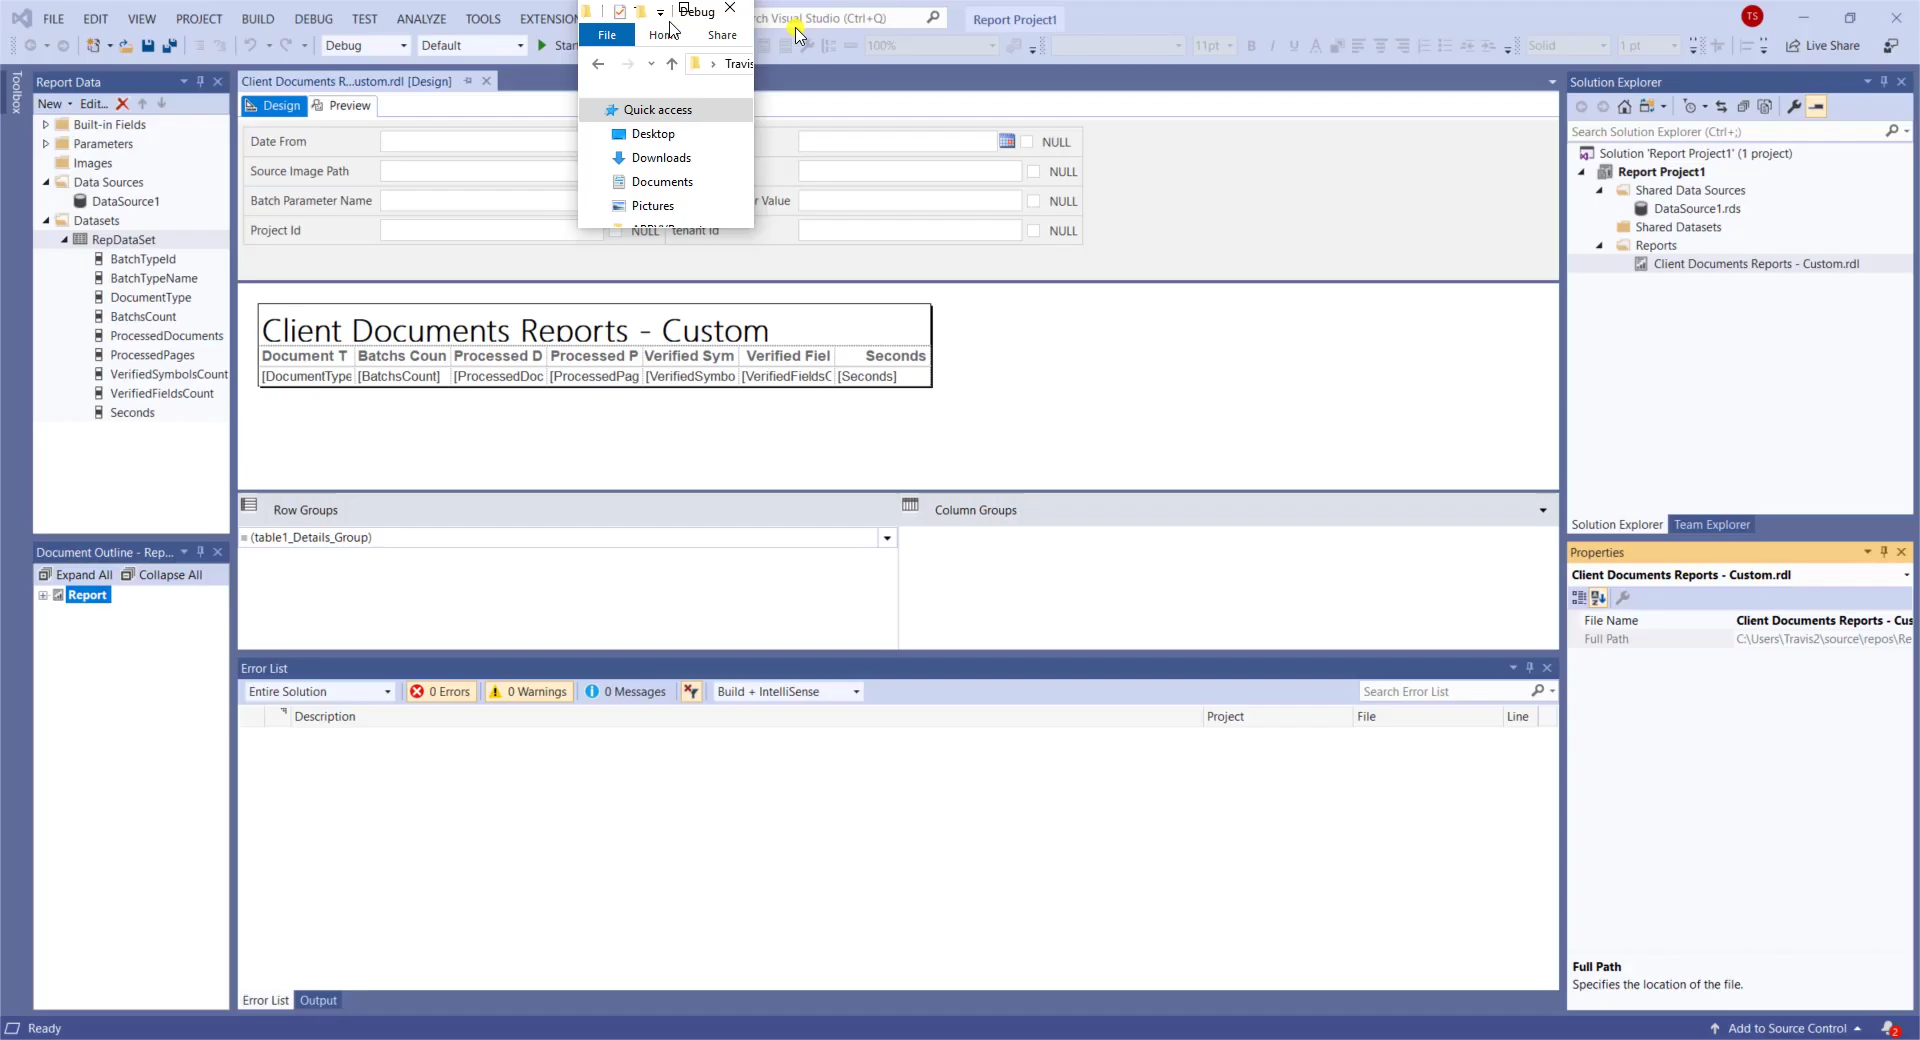 FILE EDIT VIEW PROJECT BUILD DEBUG TEST ANALYZE TOOLS EXTENSION
Debug
ch Visual Studio (Ctrl+Q)
Report Project1
TS
Debug
Default
Start
File
Share
100%
11pt
B I U A
Solid
1 pt
Live Share
Toolbox
Report Data
New Edit...
Built-in Fields
Parameters
Images
Data Sources
DataSource1
Datasets
RepDataSet
BatchTypeId
BatchTypeName
DocumentType
BatchsCount
ProcessedDocuments
ProcessedPages
VerifiedSymbolsCount
VerifiedFieldsCount
Seconds
Document Outline - Rep...
Expand All Collapse All
Report
Client Documents R...ustom.rdl [Design]
Design Preview
Travis
Quick access
Desktop
Downloads
Documents
Pictures
Date From
NULL
Source Image Path
NULL
Batch Parameter Name
r Value
NULL
Project Id
NULL
tenant Id
NULL
Client Documents Reports - Custom
Document T Batchs Coun Processed D Processed P Verified Sym Verified Fiel Seconds
[DocumentType [BatchsCount] [ProcessedDoc [ProcessedPag [VerifiedSymbo [VerifiedFieldsC [Seconds]
Row Groups
Column Groups
(table1_Details_Group)
Error List
Entire Solution
0 Errors
0 Warnings
0 Messages
Build + IntelliSense
Search Error List
Description Project File Line
Error List Output
Solution Explorer
Search Solution Explorer (Ctrl+;)
Solution 'Report Project1' (1 project)
Report Project1
Shared Data Sources
DataSource1.rds
Shared Datasets
Reports
Client Documents Reports - Custom.rdl
Solution Explorer Team Explorer
Properties
Client Documents Reports - Custom.rdl
File Name Client Documents Reports - Cus
Full Path C:\Users\Travis2\source\repos\Re
Full Path
Specifies the location of the file.
Ready
Add to Source Control
2